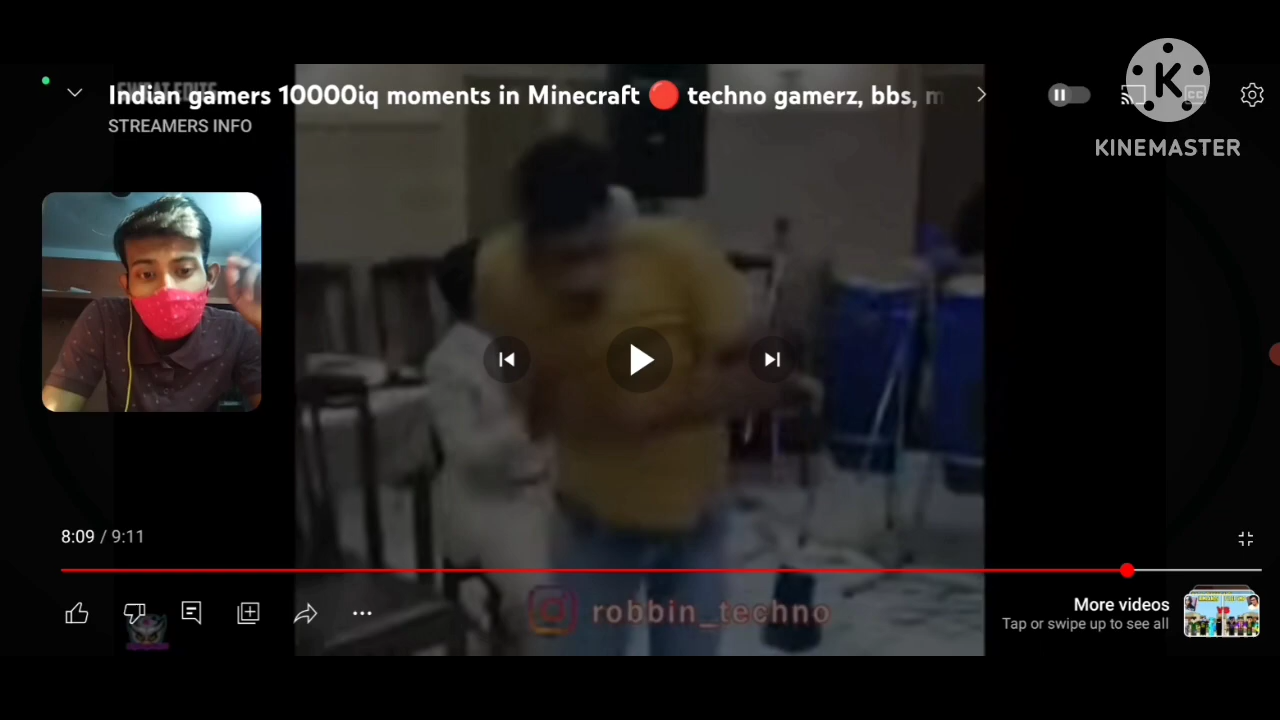 Indian gamers 10000iq moments in Minecraft 🔴 techno gamerz, bbs, m
STREAMERS INFO
CC
KINEMASTER
8:09 / 9:11
robbin_techno
More videos
Tap or swipe up to see all